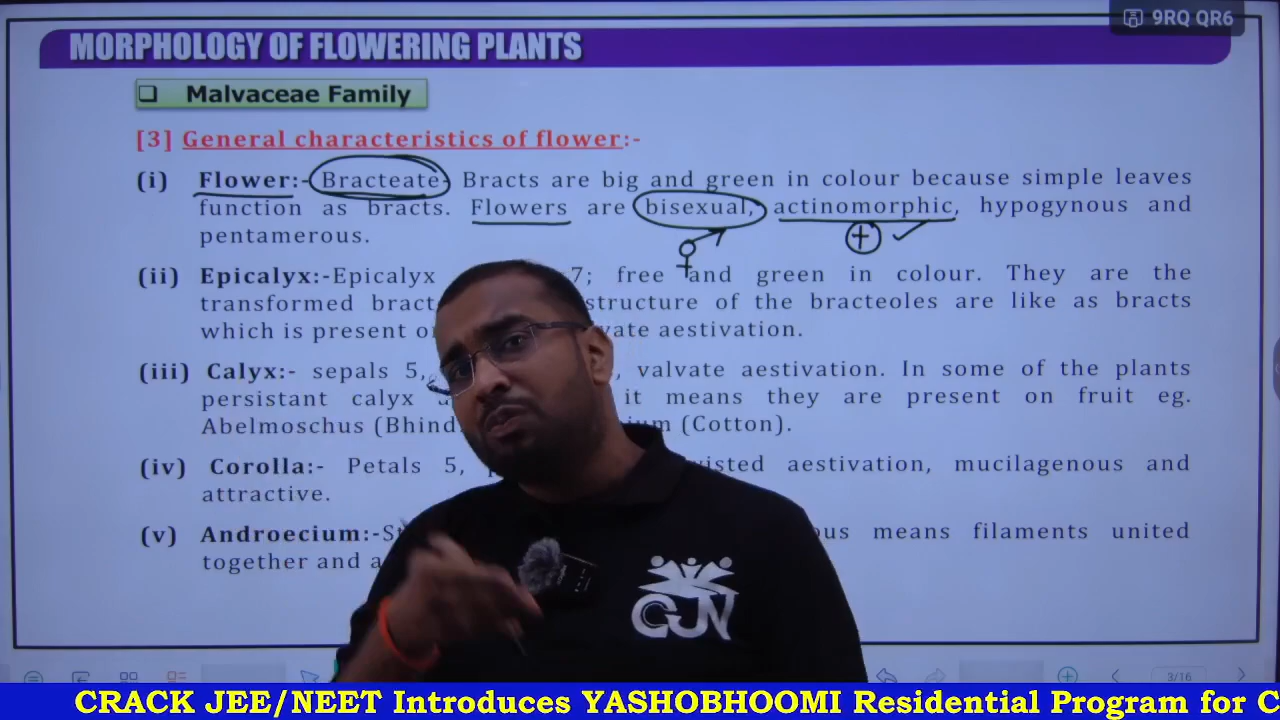 9RQ QR6
MORPHOLOGY OF FLOWERING PLANTS
❑ Malvaceae Family
[3] General characteristics of flower:-
(i) Flower:- Bracteate- Bracts are big and green in colour because simple leaves
function as bracts. Flowers are bisexual, actinomorphic, hypogynous and
pentamerous.
(ii) Epicalyx:-Epicalyx 7; free and green in colour. They are the
transformed structure of the bracteoles are like as bracts
which is present aestivation.
(iii) Calyx:- sepals 5, valvate aestivation. In some of the plants
persistant calyx it means they are present on fruit eg.
Abelmoschus (Cotton).
(iv) Corolla:- Petals 5, aestivation, mucilagenous and
attractive.
(v) Androecium:- means filaments united
together and
CJN
3/16
CRACK JEE/NEET Introduces YASHOBHOOMI Residential Program for C